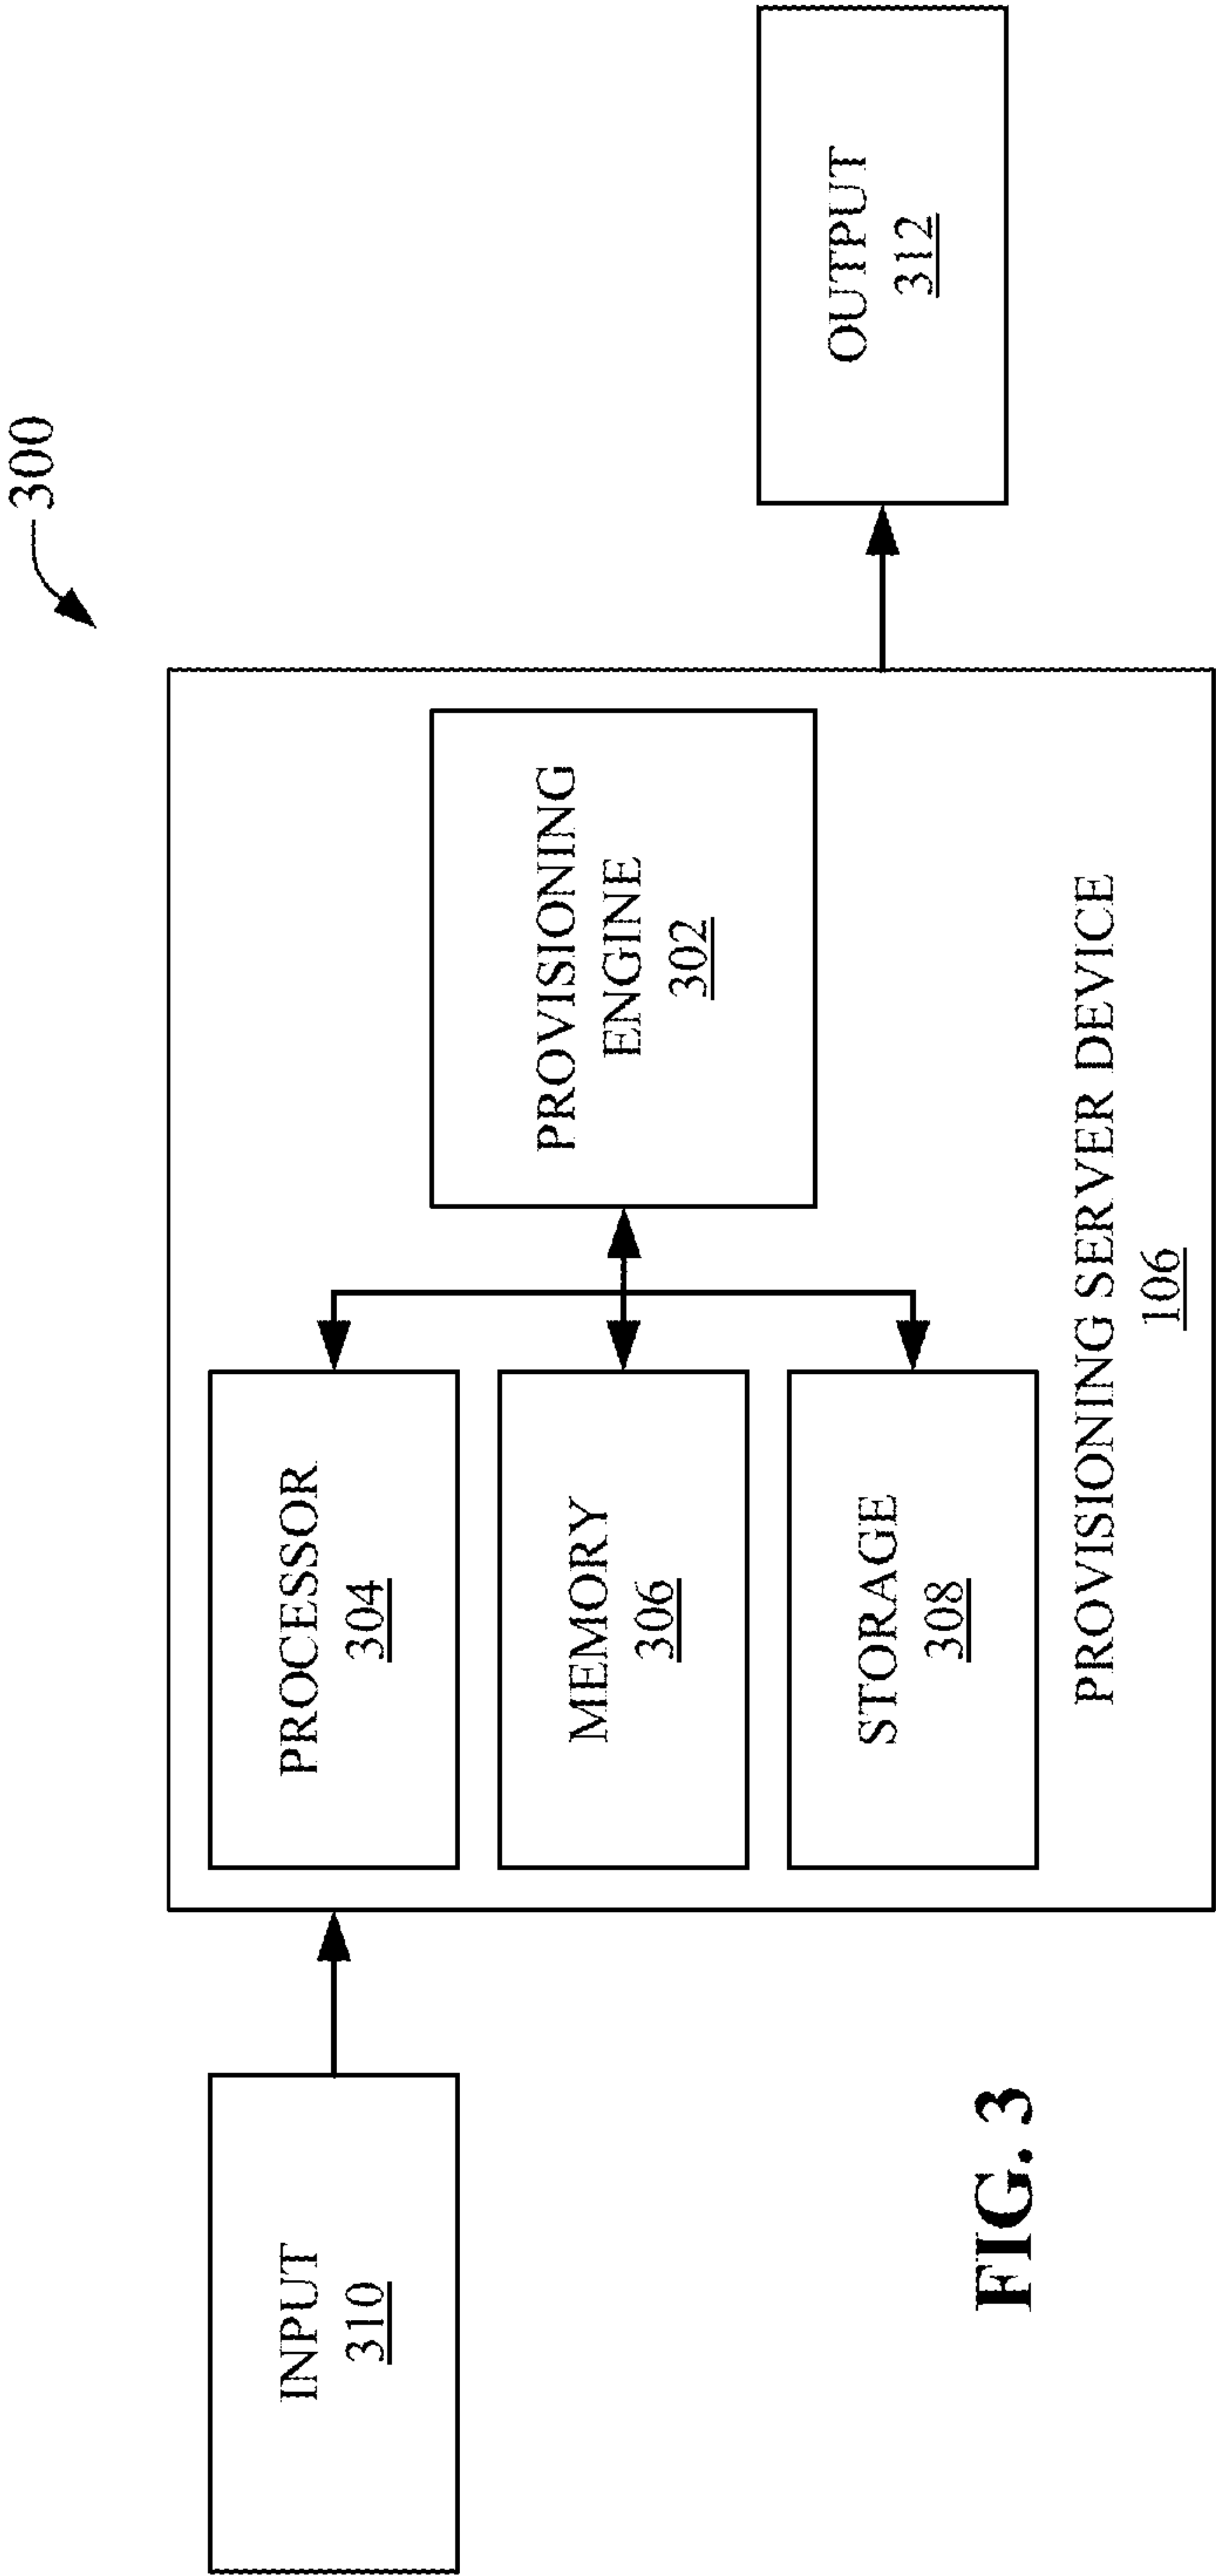 300
INPUT
310
PROCESSOR
304
MEMORY
306
STORAGE
308
PROVISIONING
ENGINE
302
PROVISIONING SERVER DEVICE
106
OUTPUT
312
FIG. 3